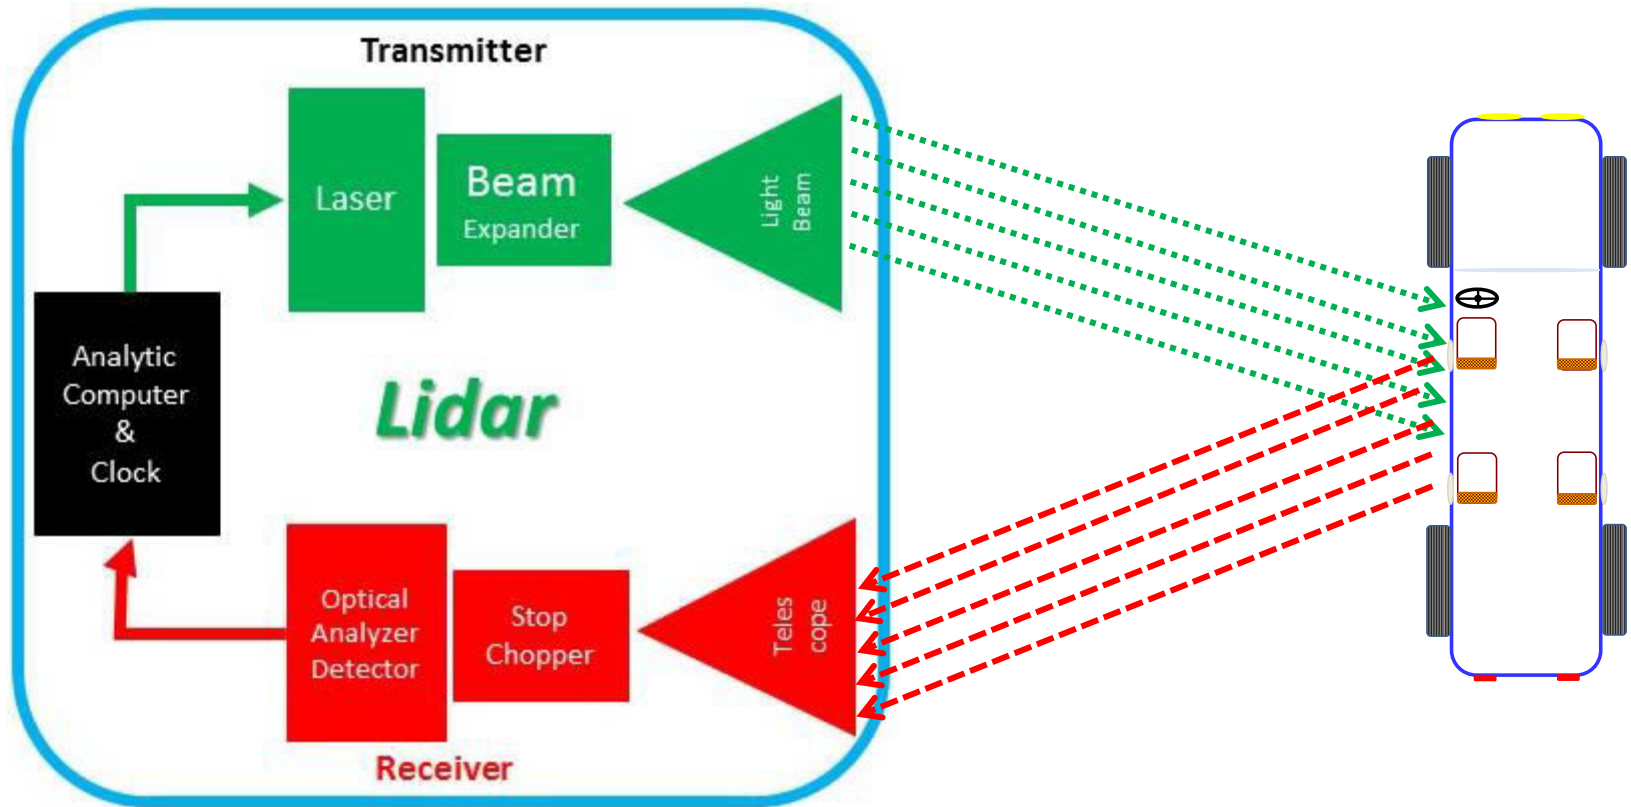 Transmitter
Laser
Beam
Expander
Light
Beam
Analytic
Computer
&
Clock
Lidar
Optical
Analyzer
Detector
Stop
Chopper
Teles
cope
Receiver